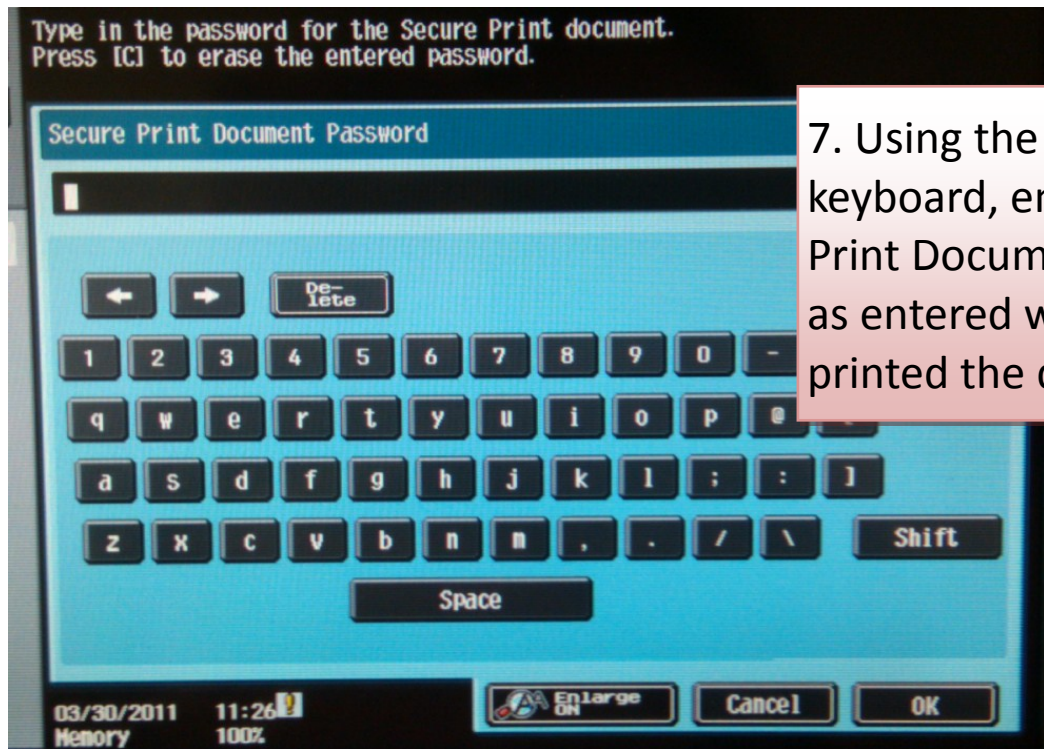 Type in the password for the Secure Print document.
Press [C] to erase the entered password.
Secure Print Document Password
7. Using the
keyboard, e
Print Docum
as entered w
printed the
← → De-
lete
1 2 3 4 5 6 7 8 9 0 -
q w e r t y u i o p @
a s d f g h j k l ; : ]
z x c v b n m , . / \ Shift
Space
03/30/2011 11:26
Memory 100%
Enlarge
ON
Cancel
OK